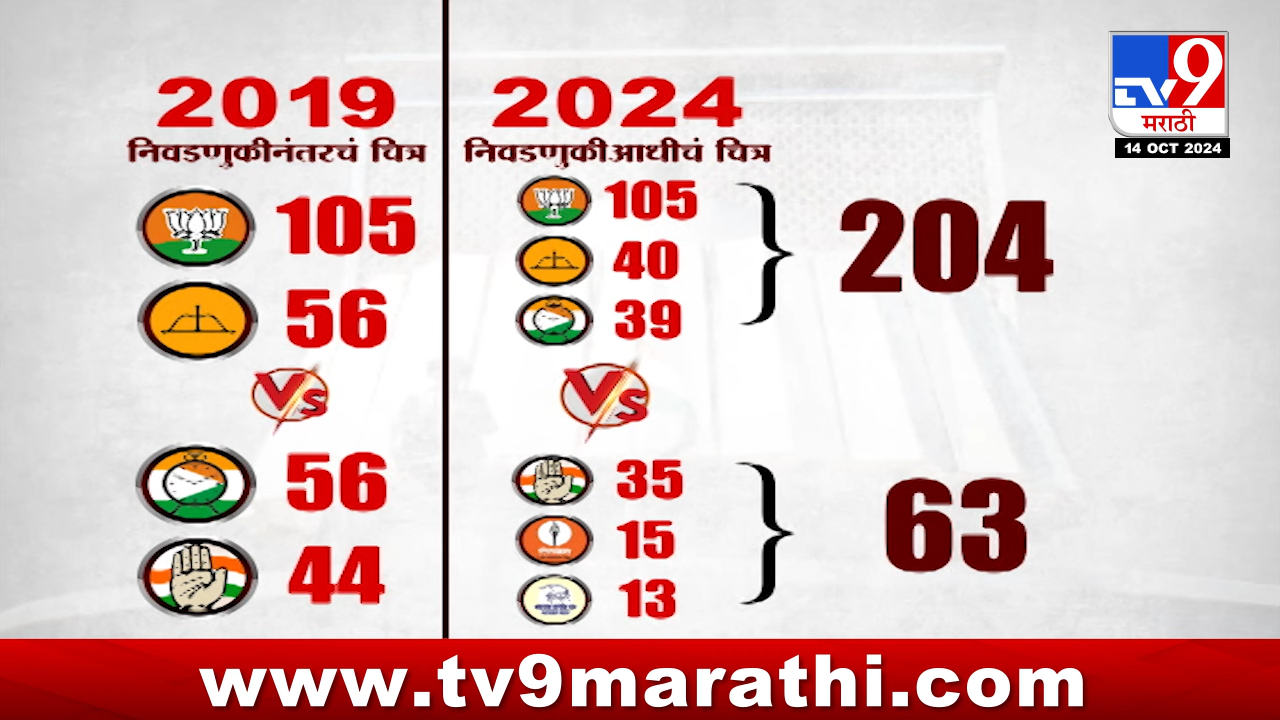 2019
निवडणुकीनंतरचं चित्र
105
56
Vs
56
44
2024
निवडणुकीआधीचं चित्र
105
40
39
204
Vs
35
15
13
63
TV9
मराठी
14 OCT 2024
www.tv9marathi.com